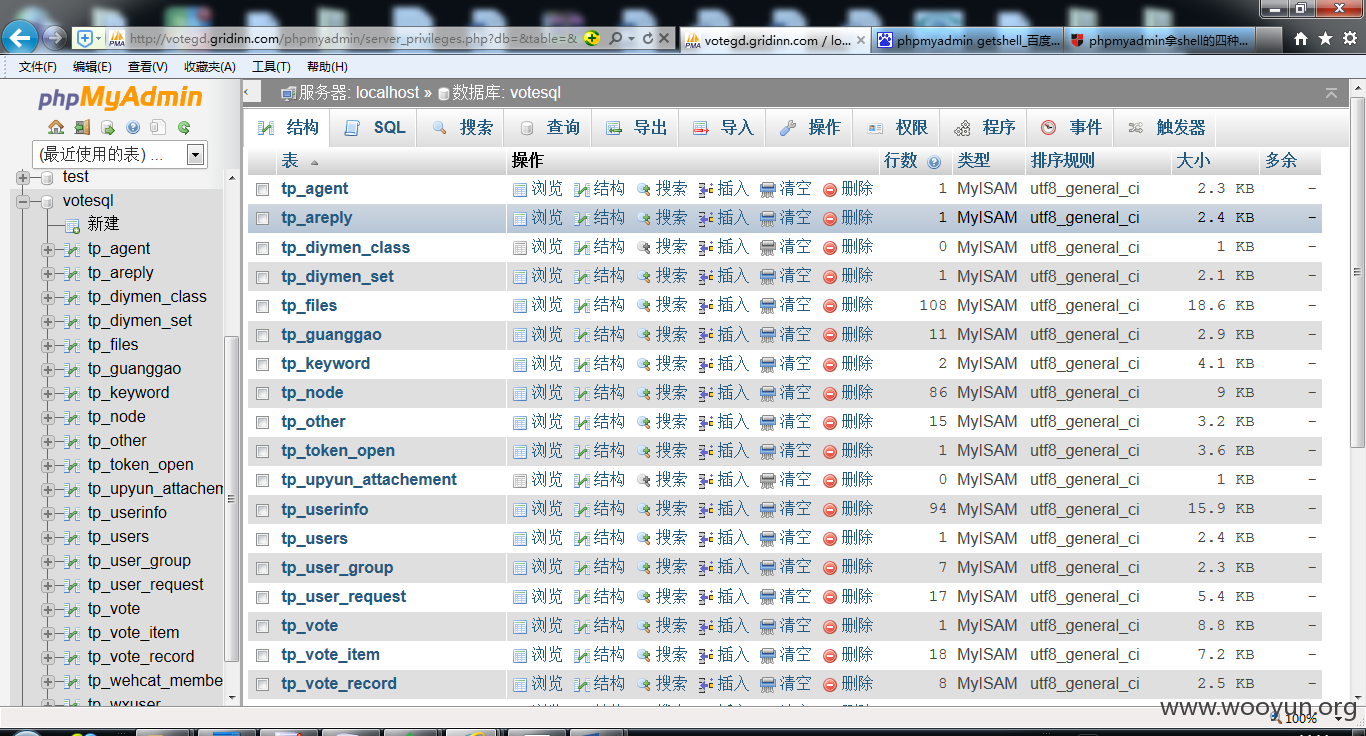 http://votegd.gridinn.com/phpmyadmin/server_privileges.php?db=&table=&
votegd.gridinn.com / lo...
phpmyadmin getshell_百度...
phpmyadmin拿shell的四种...
文件(F) 编辑(E) 查看(V) 收藏夹(A) 工具(T) 帮助(H)
phpMyAdmin
(最近使用的表) ...
test
votesql
新建
tp_agent
tp_areply
tp_diymen_class
tp_diymen_set
tp_files
tp_guanggao
tp_keyword
tp_node
tp_other
tp_token_open
tp_upyun_attachem
tp_userinfo
tp_users
tp_user_group
tp_user_request
tp_vote
tp_vote_item
tp_vote_record
tp_wehcat_membe
tp_wxuser
服务器: localhost » 数据库: votesql
结构 SQL 搜索 查询 导出 导入 操作 权限 程序 事件 触发器
表 操作 行数 类型 排序规则 大小 多余
tp_agent 浏览 结构 搜索 插入 清空 删除 1 MyISAM utf8_general_ci 2.3 KB –
tp_areply 浏览 结构 搜索 插入 清空 删除 1 MyISAM utf8_general_ci 2.4 KB –
tp_diymen_class 浏览 结构 搜索 插入 清空 删除 0 MyISAM utf8_general_ci 1 KB –
tp_diymen_set 浏览 结构 搜索 插入 清空 删除 1 MyISAM utf8_general_ci 2.1 KB –
tp_files 浏览 结构 搜索 插入 清空 删除 108 MyISAM utf8_general_ci 18.6 KB –
tp_guanggao 浏览 结构 搜索 插入 清空 删除 11 MyISAM utf8_general_ci 2.9 KB –
tp_keyword 浏览 结构 搜索 插入 清空 删除 2 MyISAM utf8_general_ci 4.1 KB –
tp_node 浏览 结构 搜索 插入 清空 删除 86 MyISAM utf8_general_ci 9 KB –
tp_other 浏览 结构 搜索 插入 清空 删除 15 MyISAM utf8_general_ci 3.2 KB –
tp_token_open 浏览 结构 搜索 插入 清空 删除 1 MyISAM utf8_general_ci 3.6 KB –
tp_upyun_attachement 浏览 结构 搜索 插入 清空 删除 0 MyISAM utf8_general_ci 1 KB –
tp_userinfo 浏览 结构 搜索 插入 清空 删除 94 MyISAM utf8_general_ci 15.9 KB –
tp_users 浏览 结构 搜索 插入 清空 删除 1 MyISAM utf8_general_ci 2.4 KB –
tp_user_group 浏览 结构 搜索 插入 清空 删除 7 MyISAM utf8_general_ci 2.3 KB –
tp_user_request 浏览 结构 搜索 插入 清空 删除 17 MyISAM utf8_general_ci 5.4 KB –
tp_vote 浏览 结构 搜索 插入 清空 删除 1 MyISAM utf8_general_ci 8.8 KB –
tp_vote_item 浏览 结构 搜索 插入 清空 删除 18 MyISAM utf8_general_ci 7.2 KB –
tp_vote_record 浏览 结构 搜索 插入 清空 删除 8 MyISAM utf8_general_ci 2.5 KB –
www.wooyun.org
100%